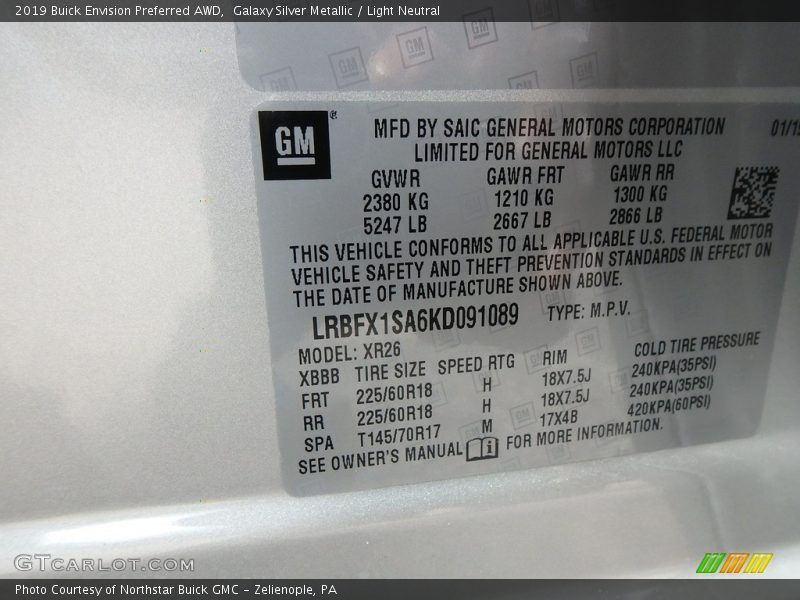 2019 Buick Envision Preferred AWD, Galaxy Silver Metallic / Light Neutral
GM GM GM GM
GM
MFD BY SAIC GENERAL MOTORS CORPORATION
LIMITED FOR GENERAL MOTORS LLC
GVWR GAWR FRT GAWR RR
2380 KG 1210 KG 1300 KG
5247 LB 2667 LB 2866 LB
THIS VEHICLE CONFORMS TO ALL APPLICABLE U.S. FEDERAL MOTOR
VEHICLE SAFETY AND THEFT PREVENTION STANDARDS IN EFFECT ON
THE DATE OF MANUFACTURE SHOWN ABOVE.
LRBFX1SA6KD091089 TYPE: M.P.V.
MODEL: XR26
XBBB TIRE SIZE SPEED RTG RIM COLD TIRE PRESSURE
FRT 225/60R18 H 18X7.5J 240KPA(35PSI)
RR 225/60R18 H 18X7.5J 240KPA(35PSI)
SPA T145/70R17 M 17X4B 420KPA(60PSI)
SEE OWNER'S MANUAL FOR MORE INFORMATION.
GTCARLOT.COM
Photo Courtesy of Northstar Buick GMC – Zelienople, PA